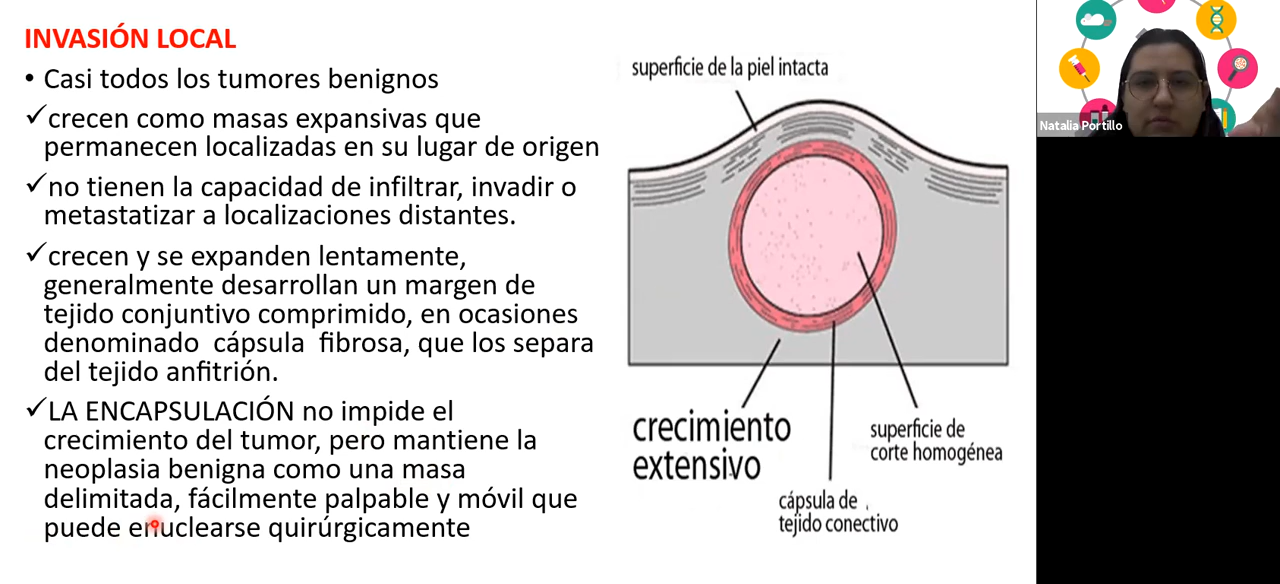 INVASIÓN LOCAL
• Casi todos los tumores benignos
✓crecen como masas expansivas que
permanecen localizadas en su lugar de origen
✓no tienen la capacidad de infiltrar, invadir o
metastatizar a localizaciones distantes.
✓crecen y se expanden lentamente,
generalmente desarrollan un margen de
tejido conjuntivo comprimido, en ocasiones
denominado cápsula fibrosa, que los separa
del tejido anfitrión.
✓LA ENCAPSULACIÓN no impide el
crecimiento del tumor, pero mantiene la
neoplasia benigna como una masa
delimitada, fácilmente palpable y móvil que
puede enuclearse quirúrgicamente
superficie de la piel intacta
crecimiento
extensivo
superficie de
corte homogénea
cápsula de
tejido conectivo
Natalia Portillo